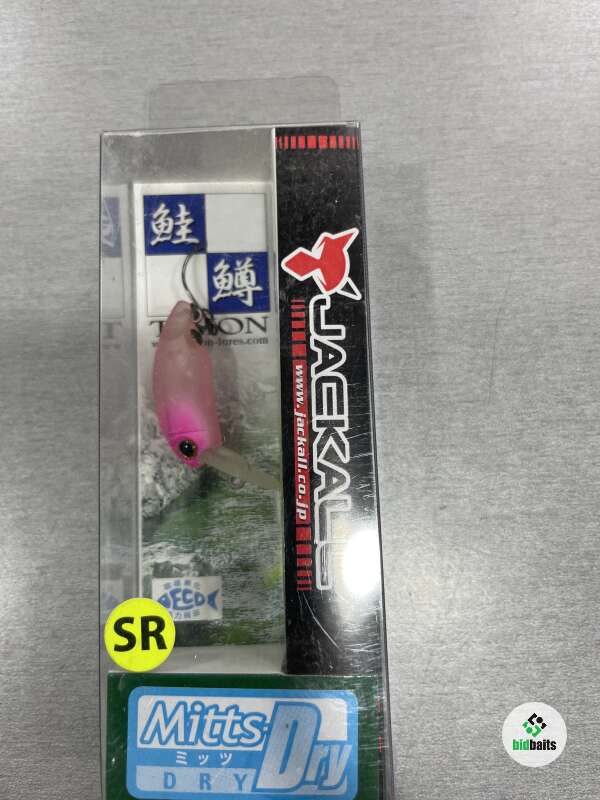 鮭
鱒
JACKALL
www.jackall.co.jp
SR
Mitts-Dry
ミッツ
DRY
bidbaits